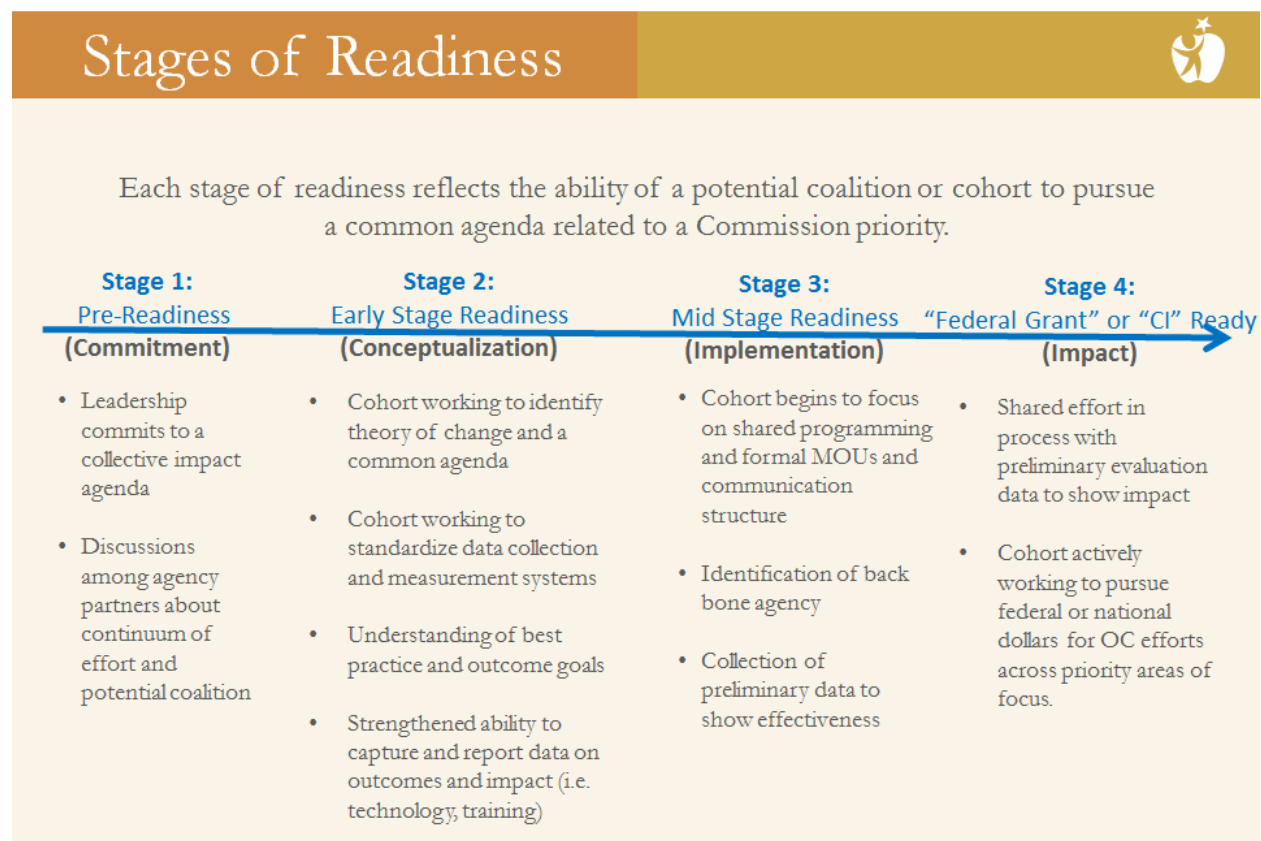 Stages of Readiness
Each stage of readiness reflects the ability of a potential coalition or cohort to pursue
a common agenda related to a Commission priority.
Stage 1:
Pre-Readiness
(Commitment)
• Leadership
commits to a
collective impact
agenda
• Discussions
among agency
partners about
continuum of
effort and
potential coalition
Stage 2:
Early Stage Readiness
(Conceptualization)
• Cohort working to identify
theory of change and a
common agenda
• Cohort working to
standardize data collection
and measurement systems
• Understanding of best
practice and outcome goals
• Strengthened ability to
capture and report data on
outcomes and impact (i.e.
technology, training)
Stage 3:
Mid Stage Readiness
(Implementation)
• Cohort begins to focus
on shared programming
and formal MOUs and
communication
structure
• Identification of back
bone agency
• Collection of
preliminary data to
show effectiveness
Stage 4:
“Federal Grant” or “CI” Ready
(Impact)
• Shared effort in
process with
preliminary evaluation
data to show impact
• Cohort actively
working to pursue
federal or national
dollars for OC efforts
across priority areas of
focus.